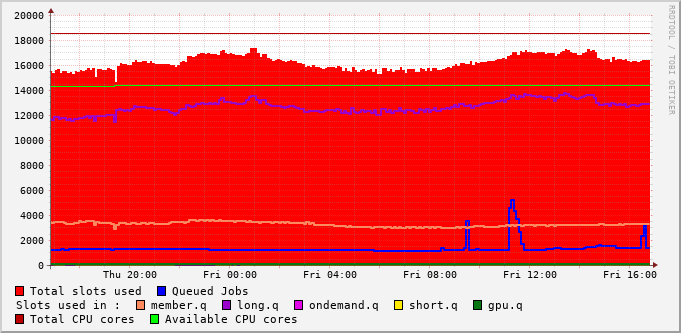 RRDTOOL / TOBI OETIKER
20000
18000
16000
14000
12000
10000
8000
6000
4000
2000
0
Thu 20:00 Fri 00:00 Fri 04:00 Fri 08:00 Fri 12:00 Fri 16:00
Total slots used Queued Jobs
Slots used in : member.q long.q ondemand.q short.q gpu.q
Total CPU cores Available CPU cores